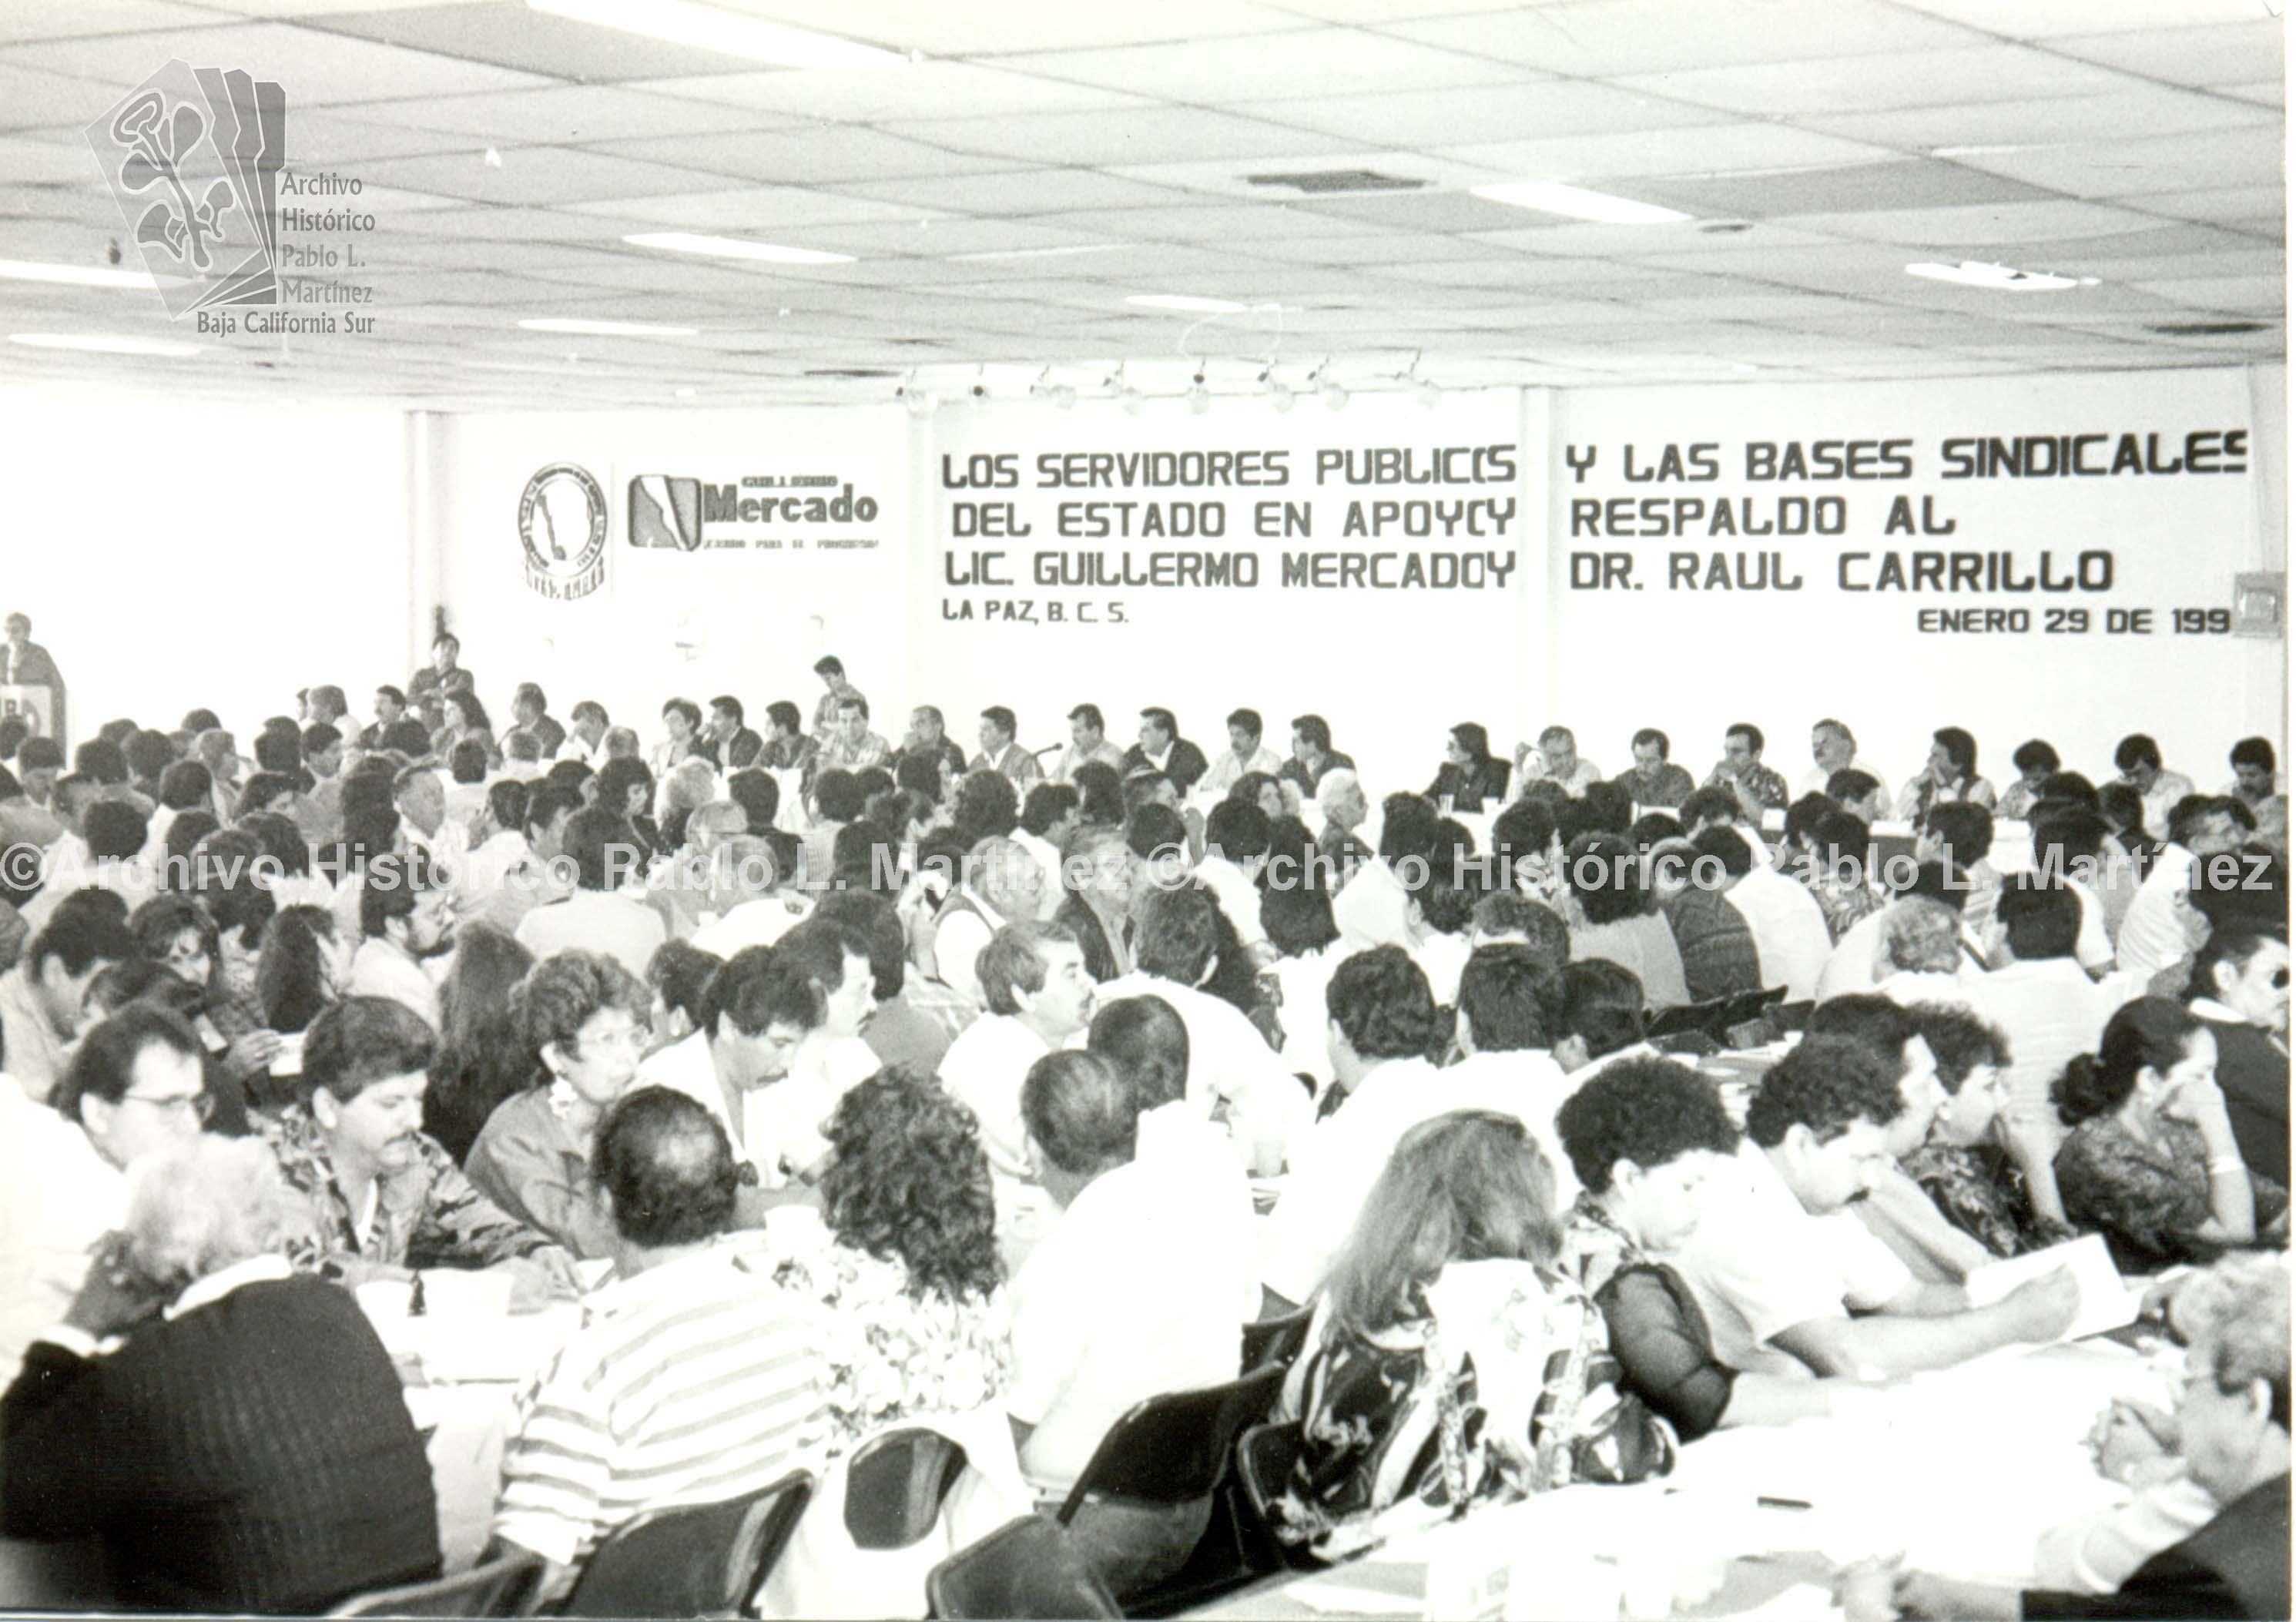 Archivo
Histórico
Pablo L.
Martínez
Baja California Sur
GUILLERMO
Mercado
LOS SERVIDORES PUBLICOS
DEL ESTADO EN APOYO Y
LIC. GUILLERMO MERCADO Y
LA PAZ, B. C. S.
Y LAS BASES SINDICALES
RESPALDO AL
DR. RAUL CARRILLO
ENERO 29 DE 199
©Archivo Histórico Pablo L. Martínez ©Archivo Histórico Pablo L. Martínez